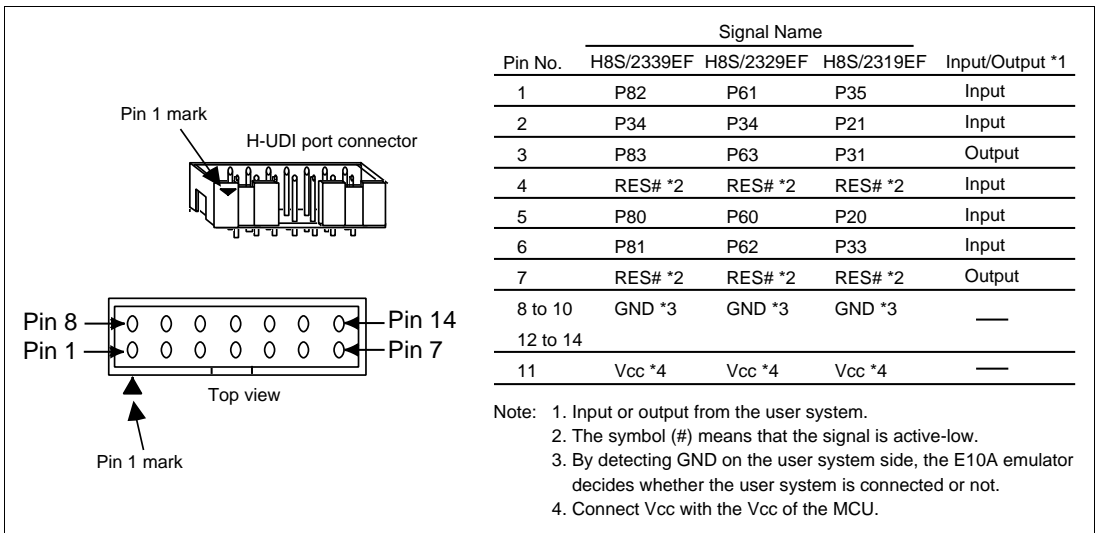 Pin 1 mark
H-UDI port connector
Pin 8
Pin 14
Pin 1
Pin 7
Top view
Pin 1 mark
Signal Name
Pin No. H8S/2339EF H8S/2329EF H8S/2319EF Input/Output *1
1 P82 P61 P35 Input
2 P34 P34 P21 Input
3 P83 P63 P31 Output
4 RES# *2 RES# *2 RES# *2 Input
5 P80 P60 P20 Input
6 P81 P62 P33 Input
7 RES# *2 RES# *2 RES# *2 Output
8 to 10 GND *3 GND *3 GND *3 —
12 to 14
11 Vcc *4 Vcc *4 Vcc *4 —
Note: 1. Input or output from the user system.
2. The symbol (#) means that the signal is active-low.
3. By detecting GND on the user system side, the E10A emulator
decides whether the user system is connected or not.
4. Connect Vcc with the Vcc of the MCU.